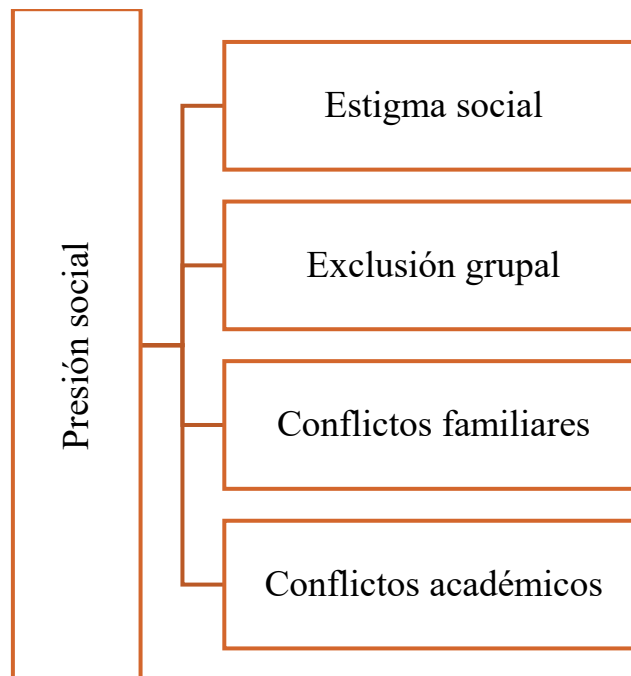 Presión social
Estigma social
Exclusión grupal
Conflictos familiares
Conflictos académicos